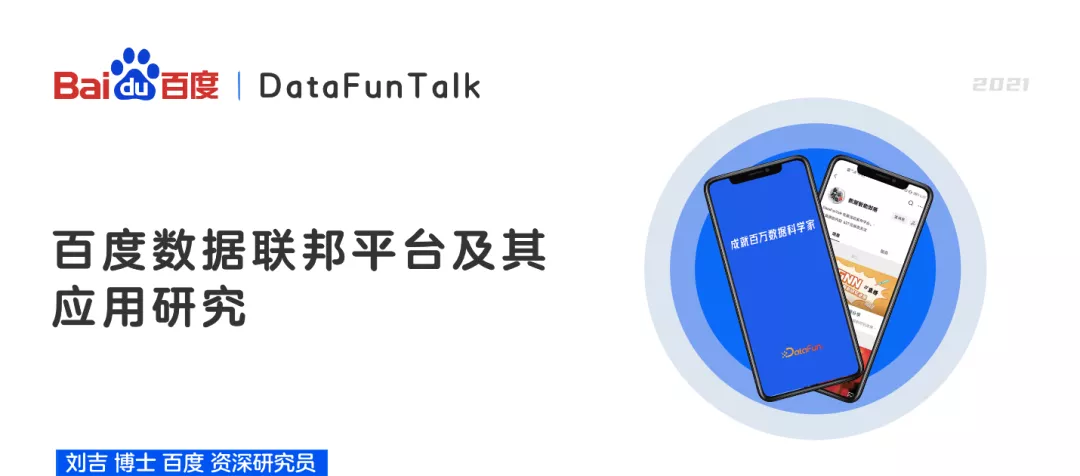 Bai du 百度 | DataFunTalk
2021
百度数据联邦平台及其
应用研究
成就百万数据科学家
DataFun
刘吉 博士 百度 资深研究员